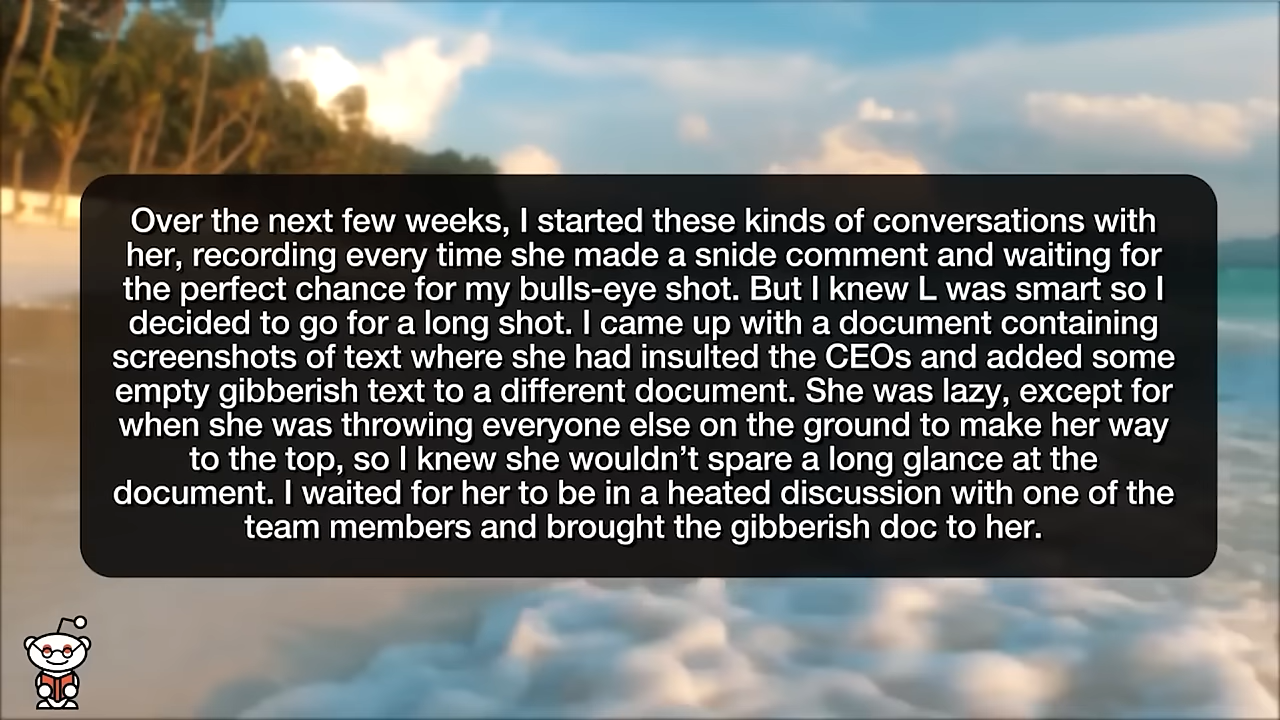 Over the next few weeks, I started these kinds of conversations with
her, recording every time she made a snide comment and waiting for
the perfect chance for my bulls-eye shot. But I knew L was smart so I
decided to go for a long shot. I came up with a document containing
screenshots of text where she had insulted the CEOs and added some
empty gibberish text to a different document. She was lazy, except for
when she was throwing everyone else on the ground to make her way
to the top, so I knew she wouldn’t spare a long glance at the
document. I waited for her to be in a heated discussion with one of the
team members and brought the gibberish doc to her.